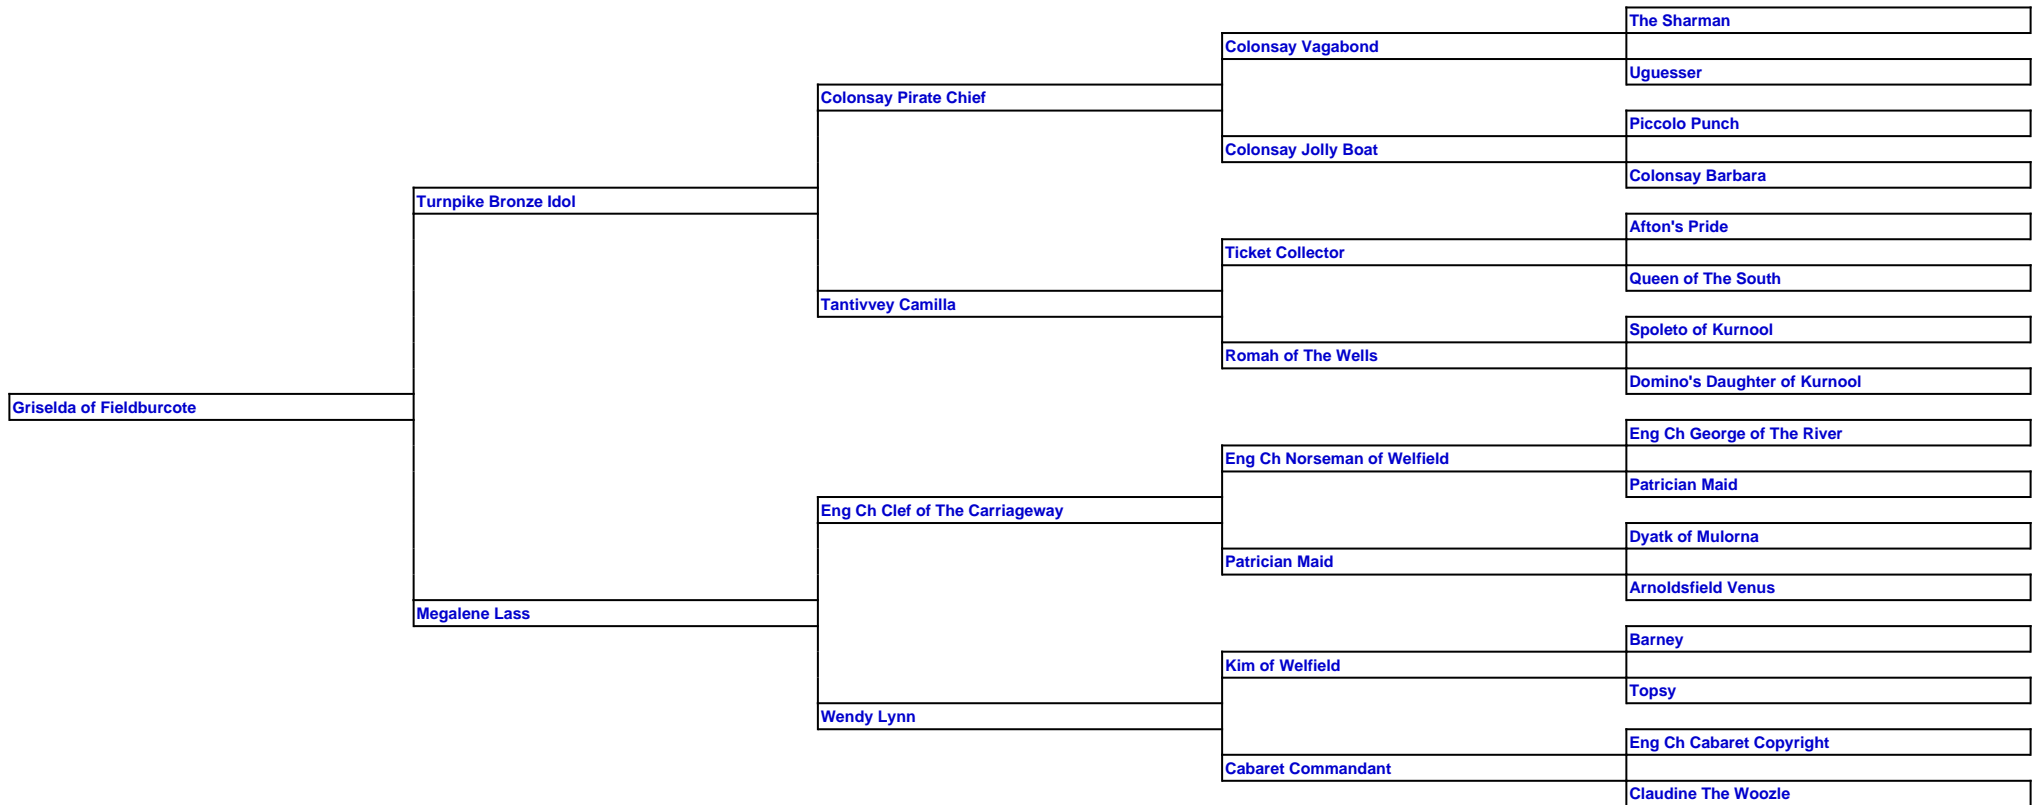 The Sharman
Colonsay Vagabond
Uguesser
Colonsay Pirate Chief
Piccolo Punch
Colonsay Jolly Boat
Colonsay Barbara
Turnpike Bronze Idol
Afton's Pride
Ticket Collector
Queen of The South
Tantivvey Camilla
Spoleto of Kurnool
Romah of The Wells
Domino's Daughter of Kurnool
Griselda of Fieldburcote
Eng Ch George of The River
Eng Ch Norseman of Welfield
Patrician Maid
Eng Ch Clef of The Carriageway
Dyatk of Mulorna
Patrician Maid
Arnoldsfield Venus
Megalene Lass
Barney
Kim of Welfield
Topsy
Wendy Lynn
Eng Ch Cabaret Copyright
Cabaret Commandant
Claudine The Woozle